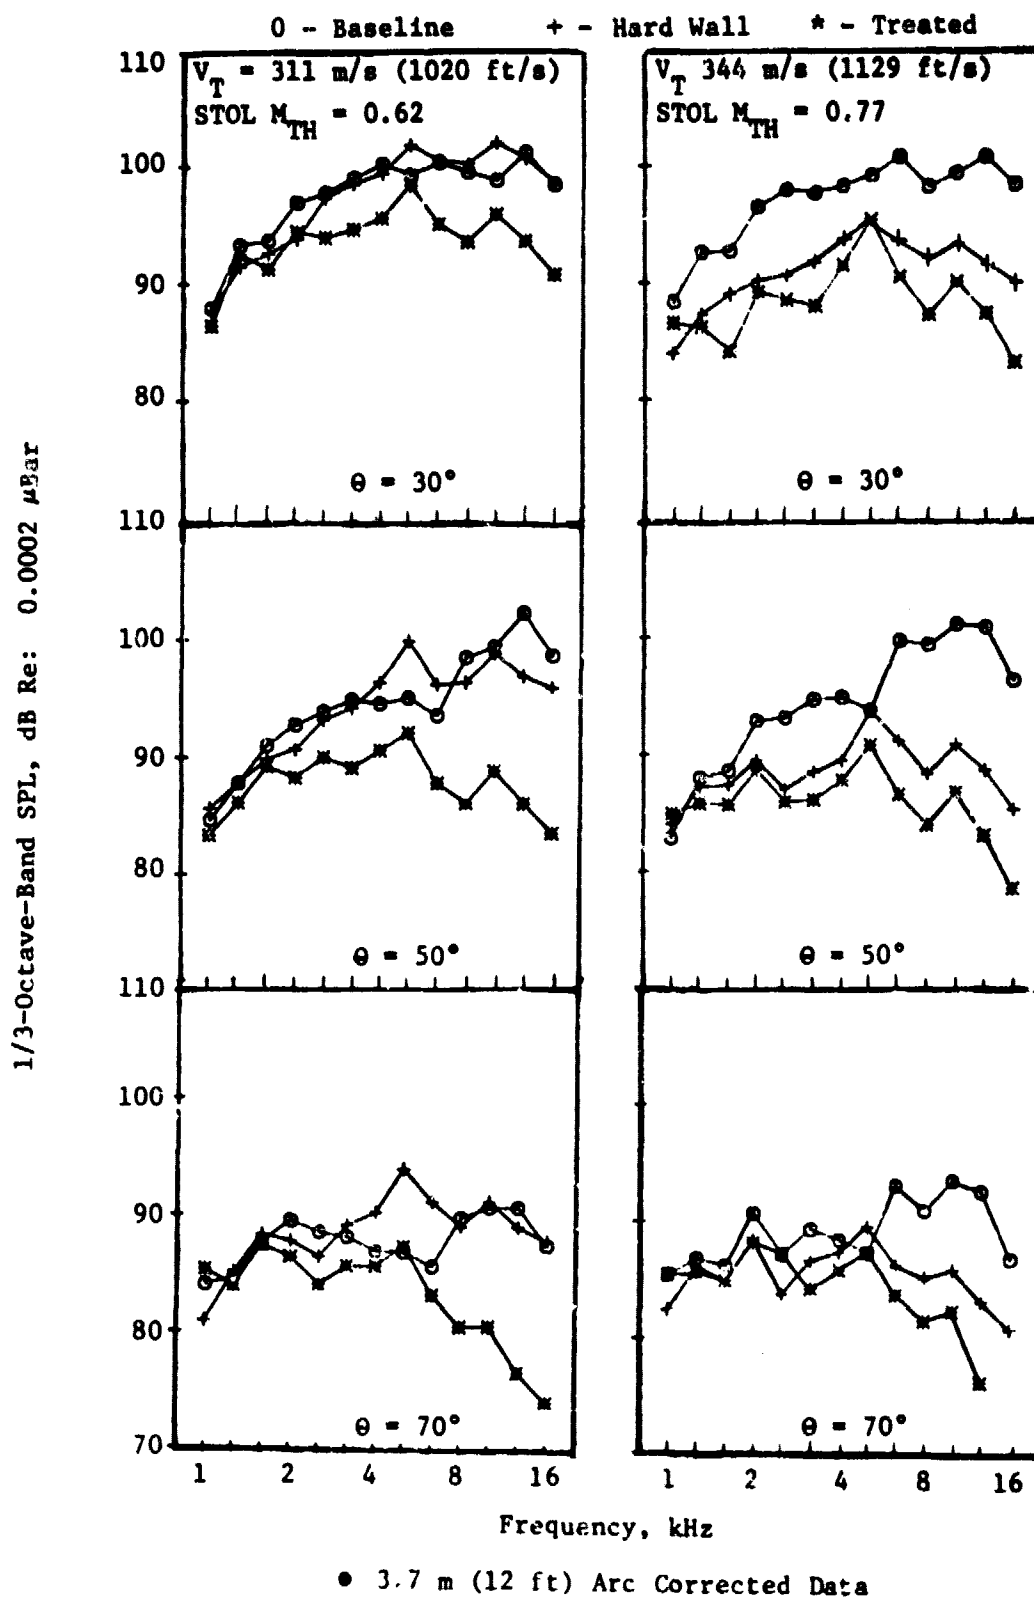 O - Baseline + - Hard Wall * - Treated
V_T = 311 m/s (1020 ft/s)
STOL M_TH = 0.62
V_T 344 m/s (1129 ft/s)
STOL M_TH = 0.77
110
100
90
80
θ = 30°
θ = 30°
110
100
90
80
θ = 50°
θ = 50°
110
100
90
80
70
θ = 70°
θ = 70°
1/3-Octave-Band SPL, dB Re: 0.0002 μBar
1 2 4 8 16
1 2 4 8 16
Frequency, kHz
● 3.7 m (12 ft) Arc Corrected Data